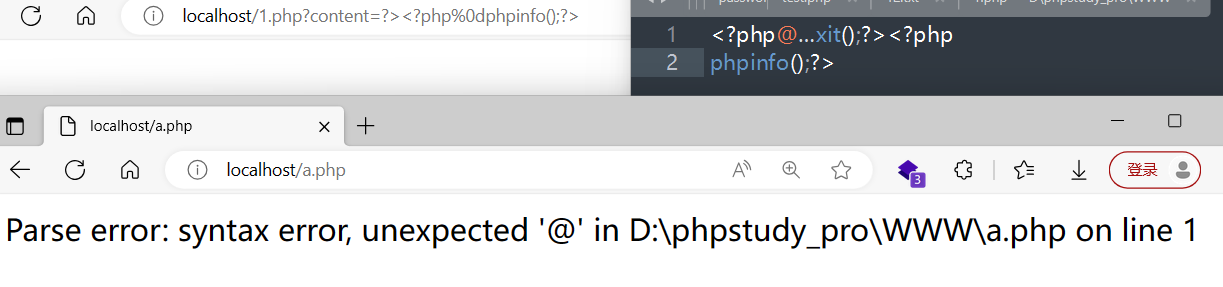 localhost/1.php?content=?><?php%0dphpinfo();?>
1 <?php@...xit();?><?php
2 phpinfo();?>
localhost/a.php
localhost/a.php
A
3
登录
Parse error: syntax error, unexpected '@' in D:\phpstudy_pro\WWW\a.php on line 1